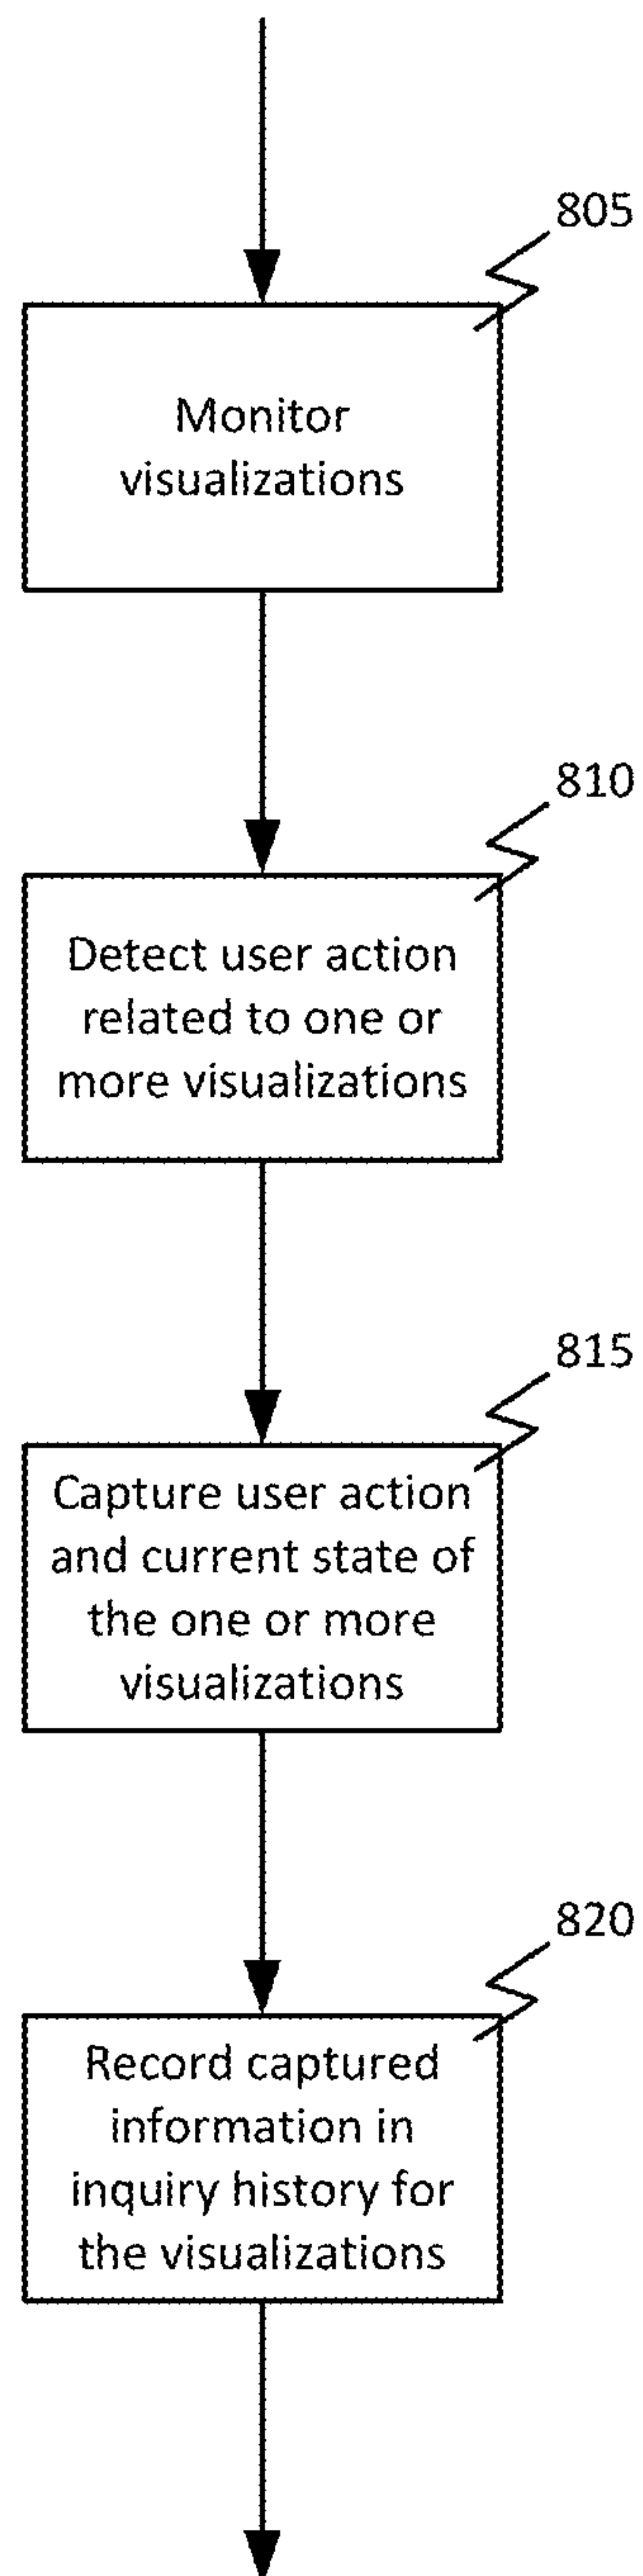 805
Monitor
visualizations
810
Detect user action
related to one or
more visualizations
815
Capture user action
and current state of
the one or more
visualizations
820
Record captured
information in
inquiry history for
the visualizations